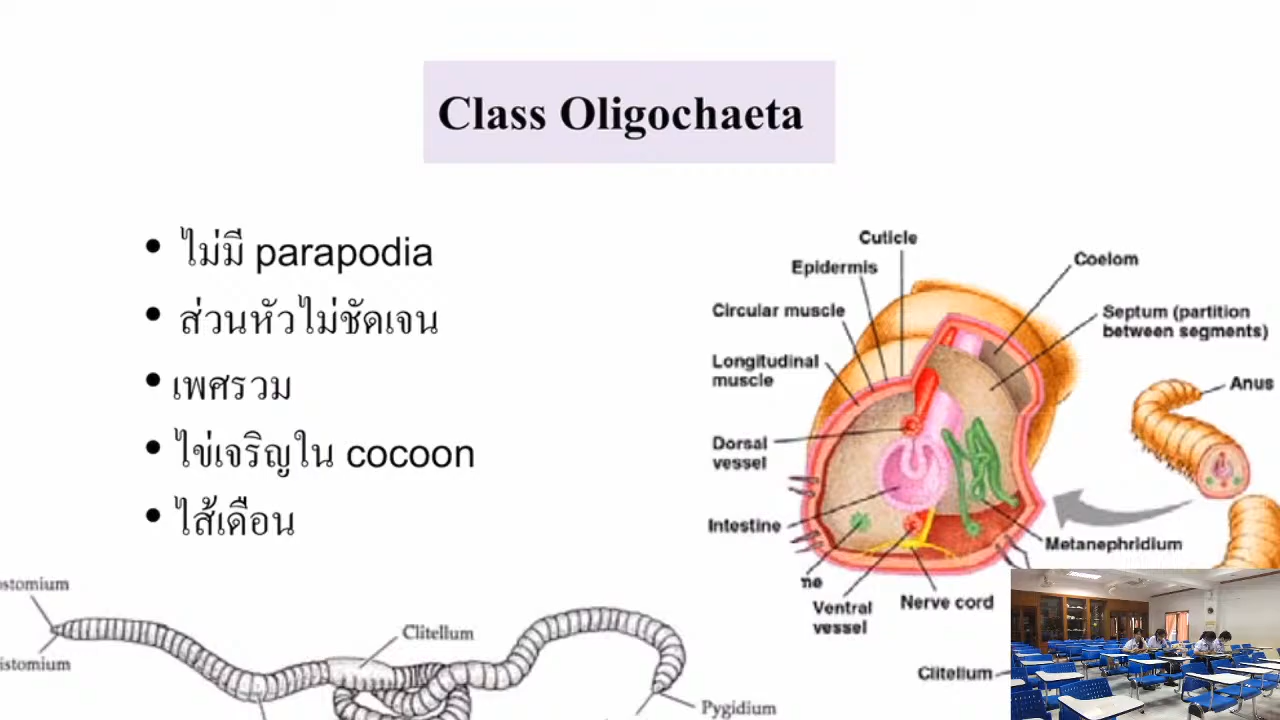 Class Oligochaeta
• ไม่มี parapodia
• ส่วนหัวไม่ชัดเจน
• เพศรวม
• ไข่เจริญใน cocoon
• ไส้เดือน
Cuticle
Epidermis
Circular muscle
Longitudinal
muscle
Dorsal
vessel
Intestine
Ventral
vessel
Nerve cord
Metanephridium
Coelom
Septum (partition
between segments)
Anus
Clitellum
Clitellum
Pygidium